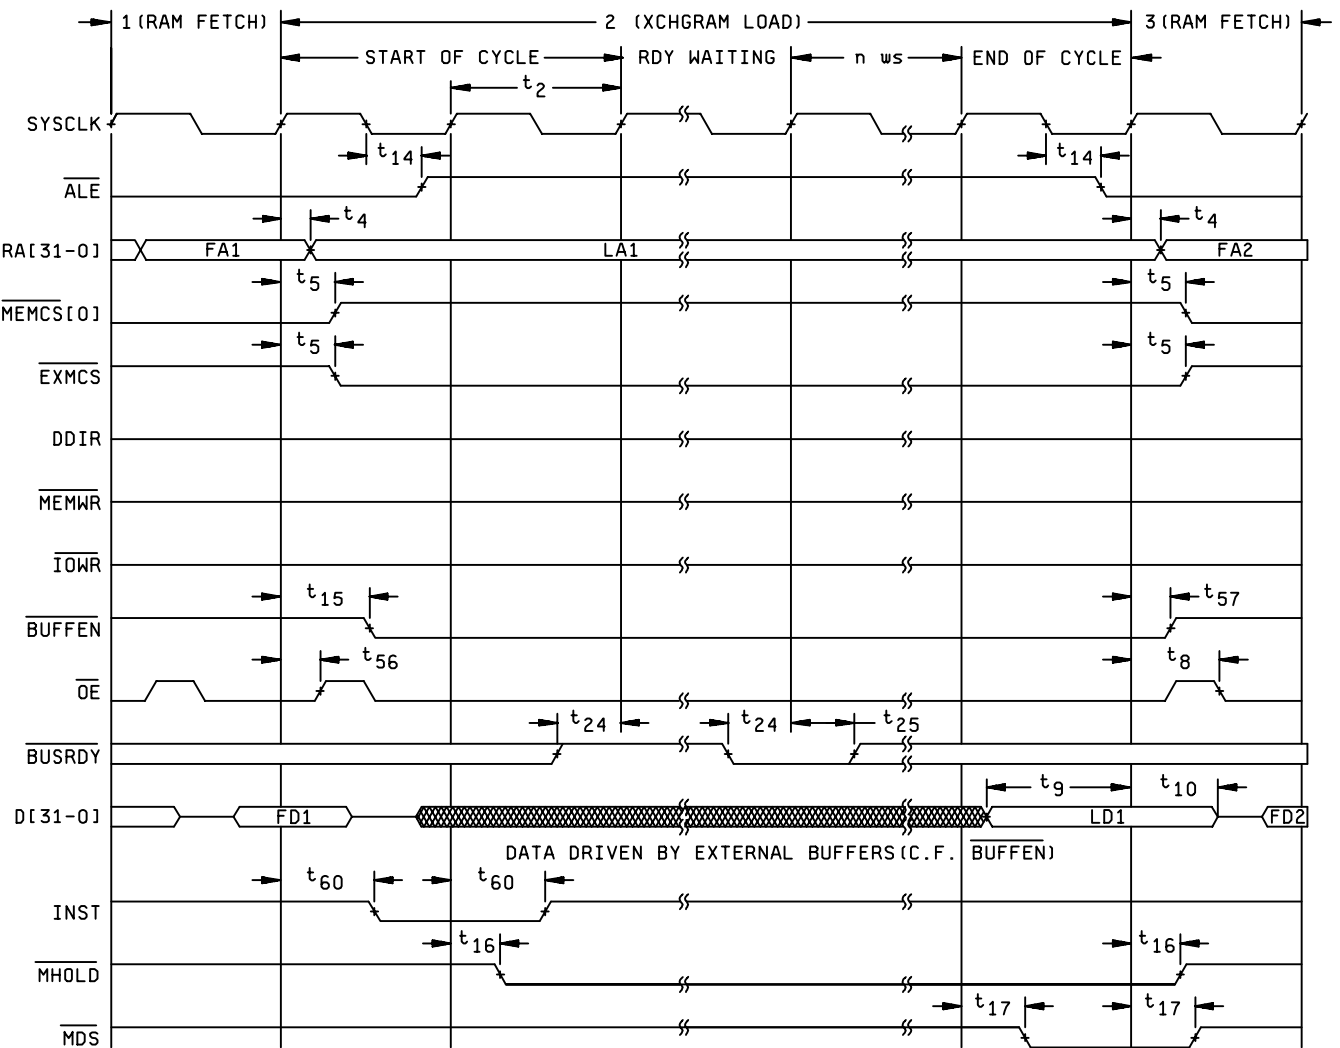 1(RAM FETCH) 2 (XCHGRAM LOAD) 3(RAM FETCH)
START OF CYCLE RDY WAITING n ws END OF CYCLE
t2
SYSCLK
t14 t14
ALE
t4 t4
RA[31-0] FA1 LA1 FA2
t5 t5
MEMCS[0]
t5 t5
EXMCS
DDIR
MEMWR
IOWR
t15 t57
BUFFEN
t56 t8
OE
t24 t24 t25
BUSRDY
t9 t10
D[31-0] FD1 LD1 FD2
DATA DRIVEN BY EXTERNAL BUFFERS(C.F. BUFFEN)
t60 t60
INST
t16 t16
MHOLD
t17 t17
MDS